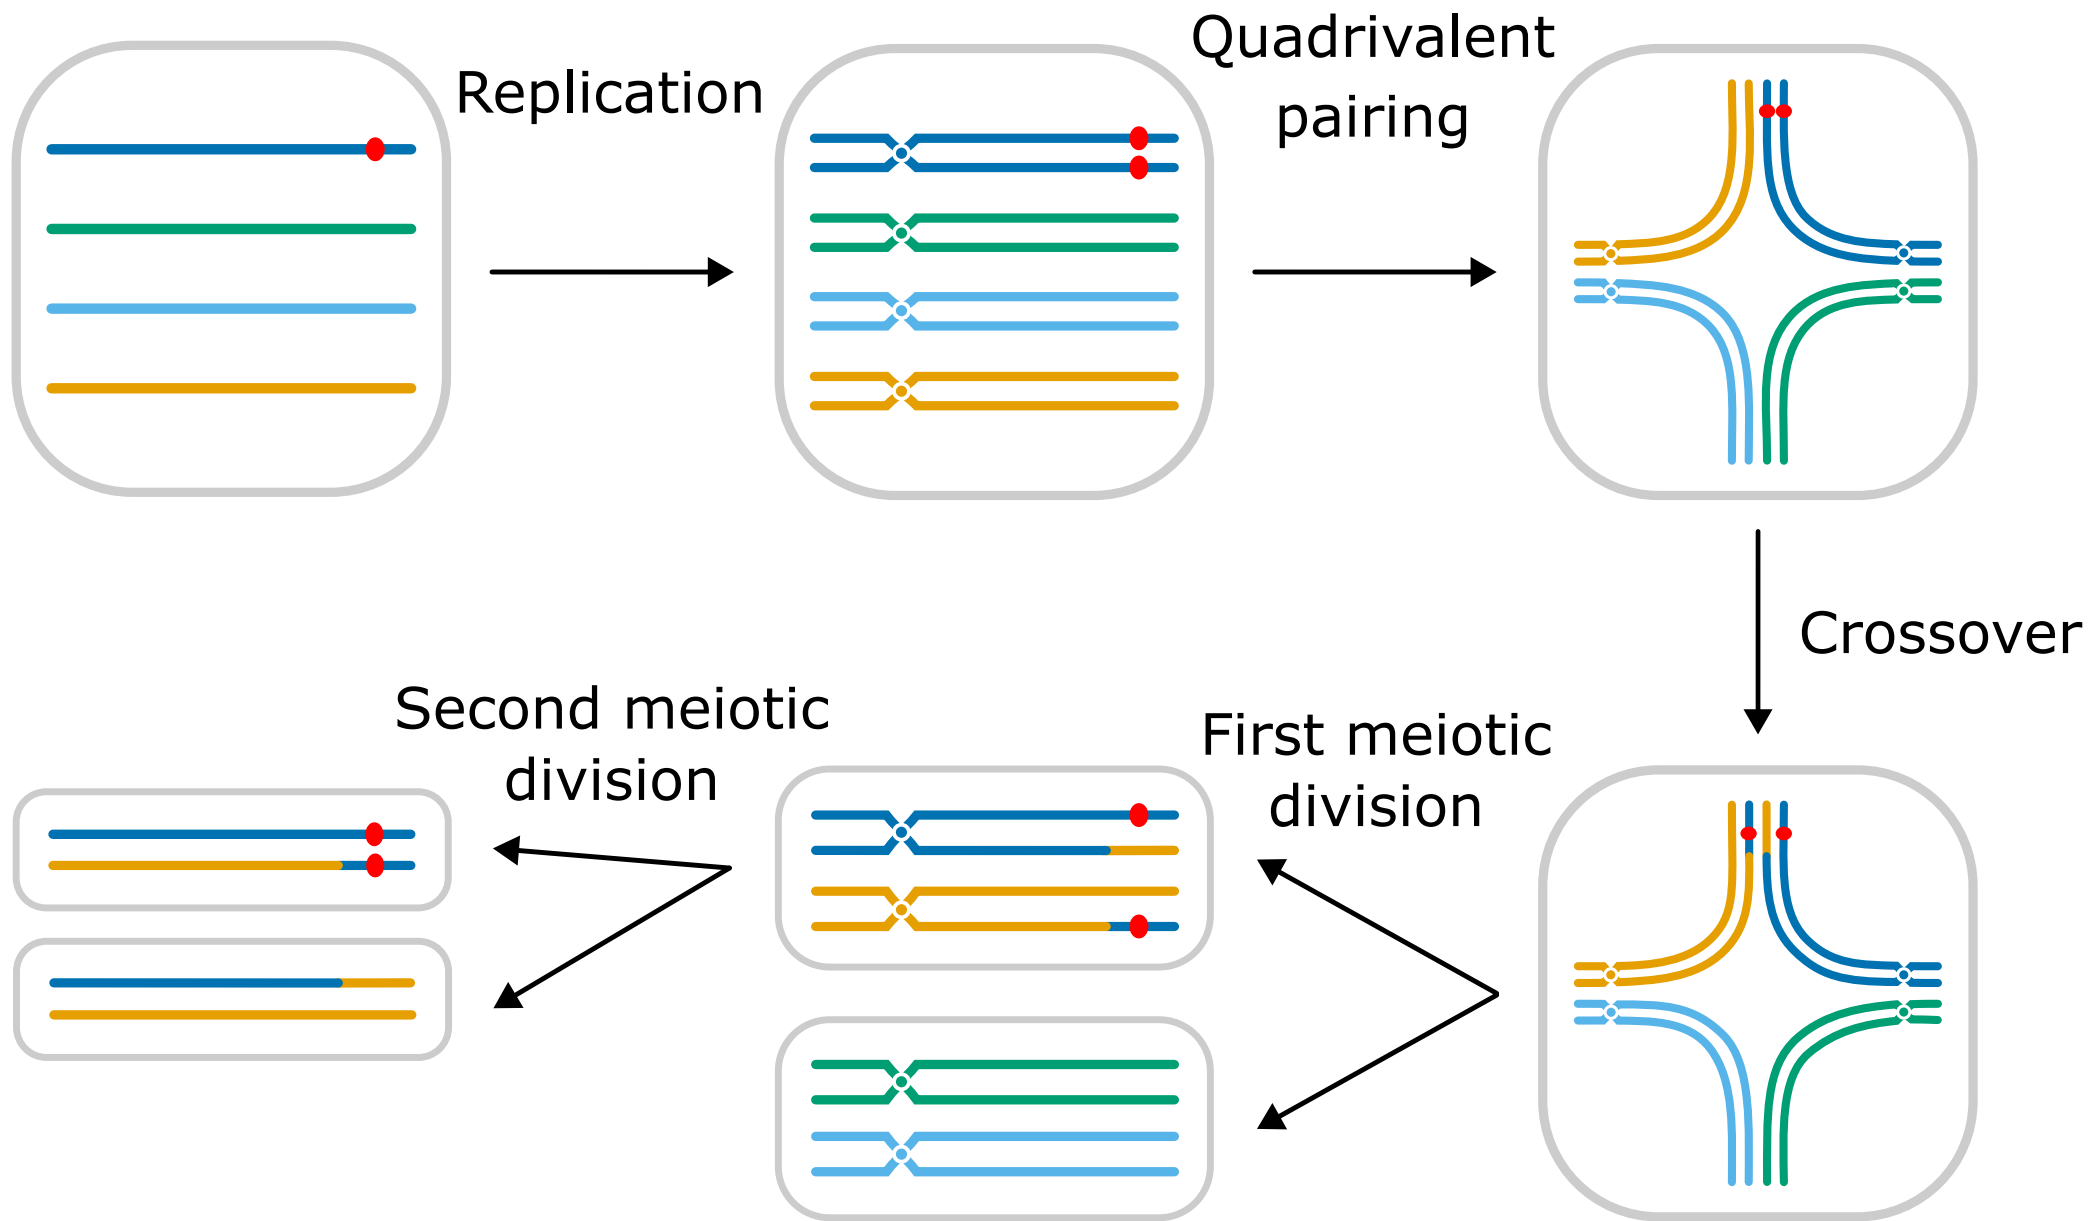 Replication
Quadrivalent
pairing
Crossover
First meiotic
division
Second meiotic
division